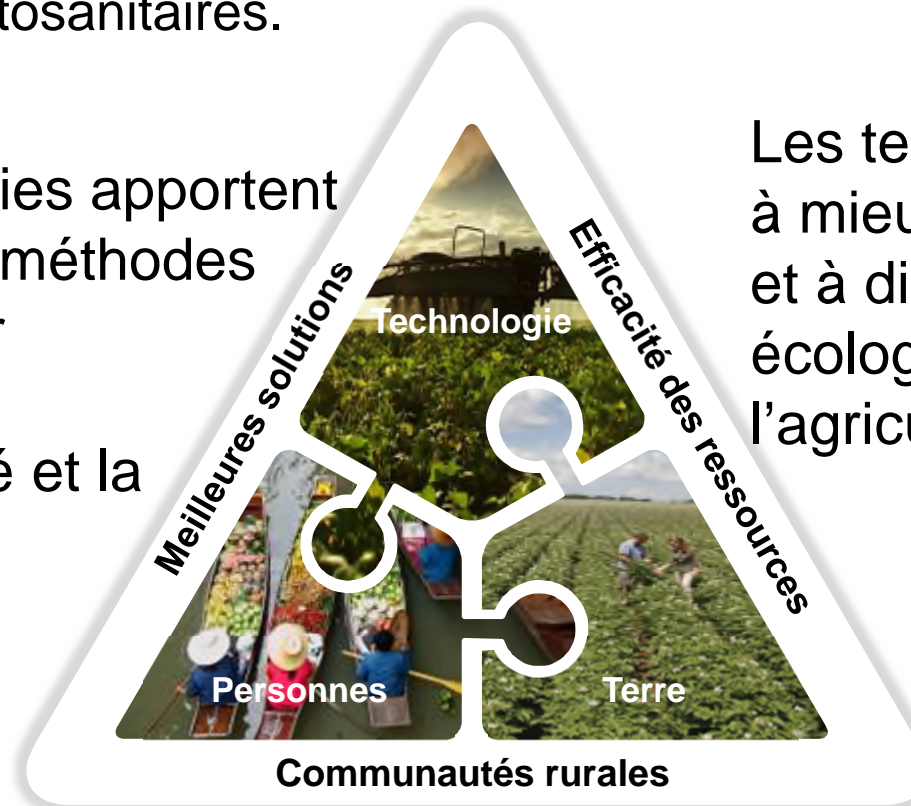 tosanitaires.
ies apportent
méthodes
é et la
Les te
à mieu
et à di
écolog
l'agricu
Meilleures solutions
Efficacité des ressources
Technologie
Personnes
Terre
Communautés rurales